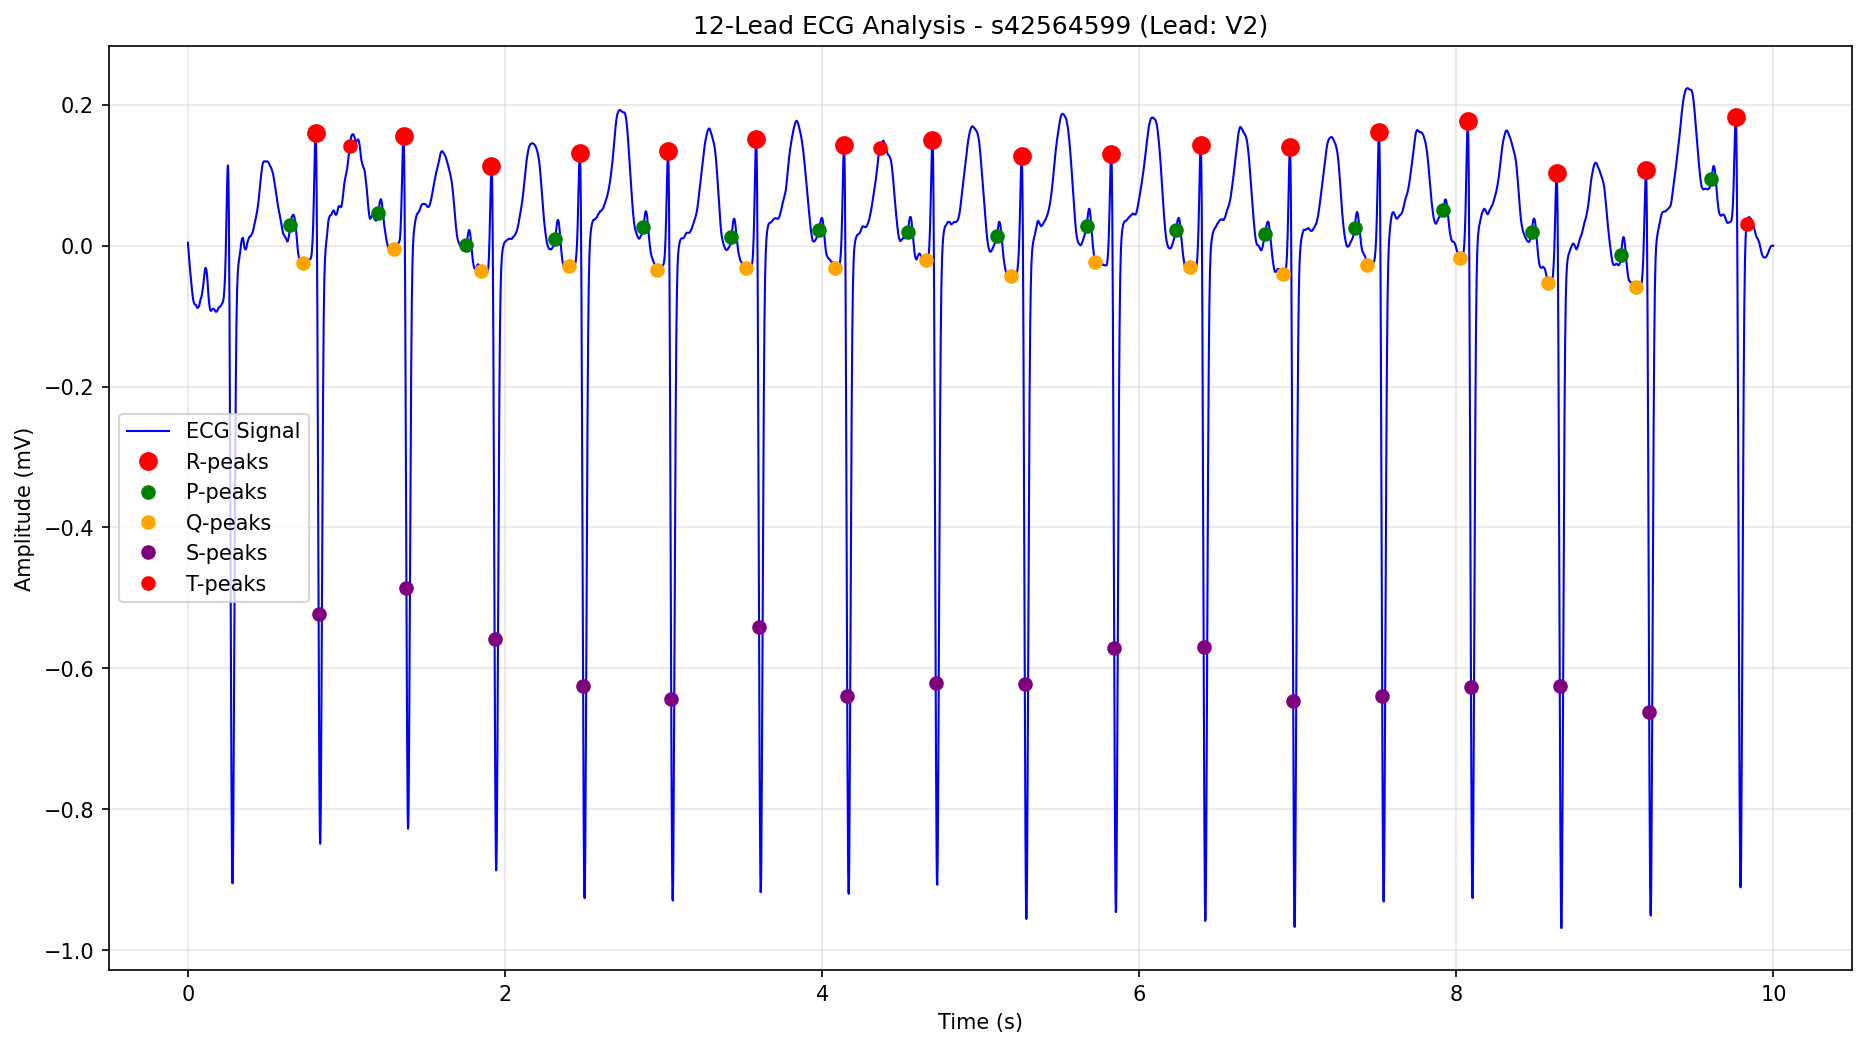 12-Lead ECG Analysis - s42564599 (Lead: V2)
Amplitude (mV)
0.2
0.0
−0.2
−0.4
−0.6
−0.8
−1.0
ECG Signal
R-peaks
P-peaks
Q-peaks
S-peaks
T-peaks
0 2 4 6 8 10
Time (s)